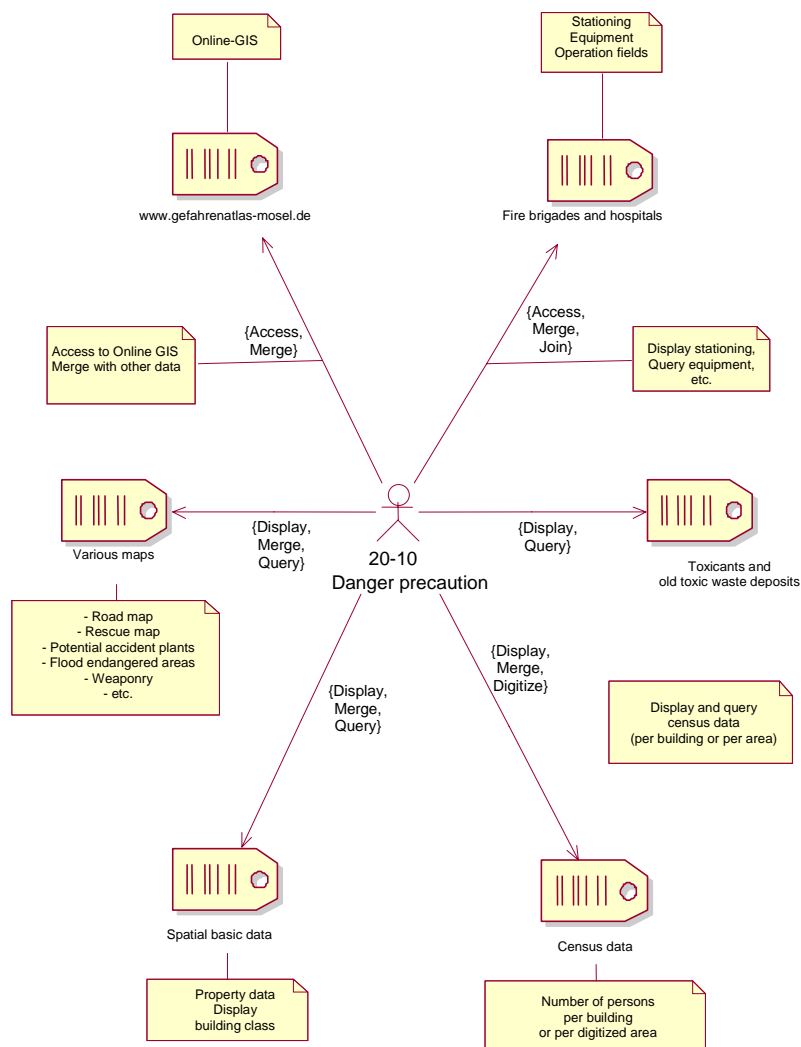 Online-GIS
Stationing
Equipment
Operation fields
www.gefahrenatlas-mosel.de
Fire brigades and hospitals
{Access,
Merge}
{Access,
Merge,
Join}
Access to Online GIS
Merge with other data
Display stationing,
Query equipment,
etc.
Various maps
{Display,
Merge,
Query}
{Display,
Query}
Toxicants and
old toxic waste deposits
20-10
Danger precaution
- Road map
- Rescue map
- Potential accident plants
- Flood endangered areas
- Weaponry
- etc.
{Display,
Merge,
Query}
{Display,
Merge,
Digitize}
Display and query
census data
(per building or per area)
Spatial basic data
Census data
Property data
Display
building class
Number of persons
per building
or per digitized area